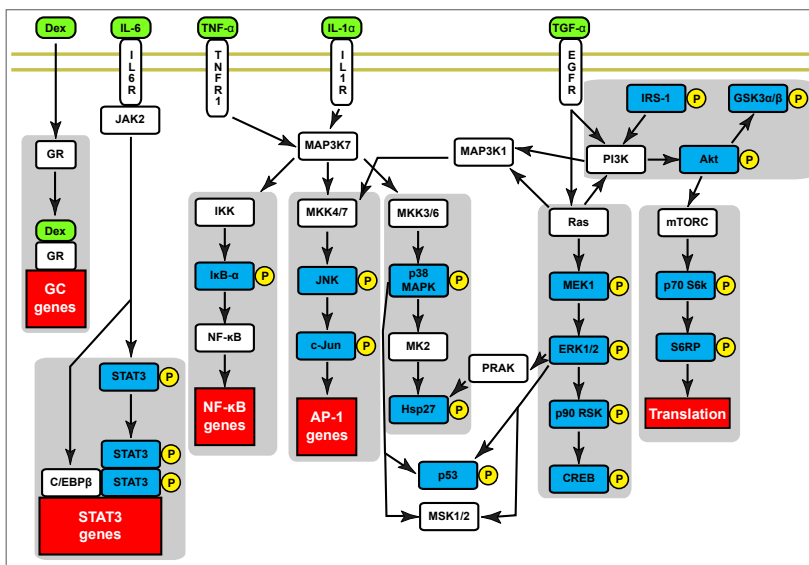 Dex
IL-6
TNF-α
IL-1α
TGF-α
IL6R
TNFR1
IL1R
EGFR
JAK2
IRS-1
P
GSK3α/β
P
GR
MAP3K7
MAP3K1
PI3K
Akt
P
IKK
MKK4/7
MKK3/6
Ras
mTORC
Dex
GR
IκB-α
P
JNK
P
p38
MAPK
P
MEK1
P
p70 S6k
P
GC
genes
NF-κB
c-Jun
P
MK2
PRAK
ERK1/2
P
S6RP
P
STAT3
P
NF-κB
genes
AP-1
genes
Hsp27
P
p90 RSK
P
Translation
STAT3
P
C/EBPβ
STAT3
P
p53
P
CREB
P
STAT3
genes
MSK1/2